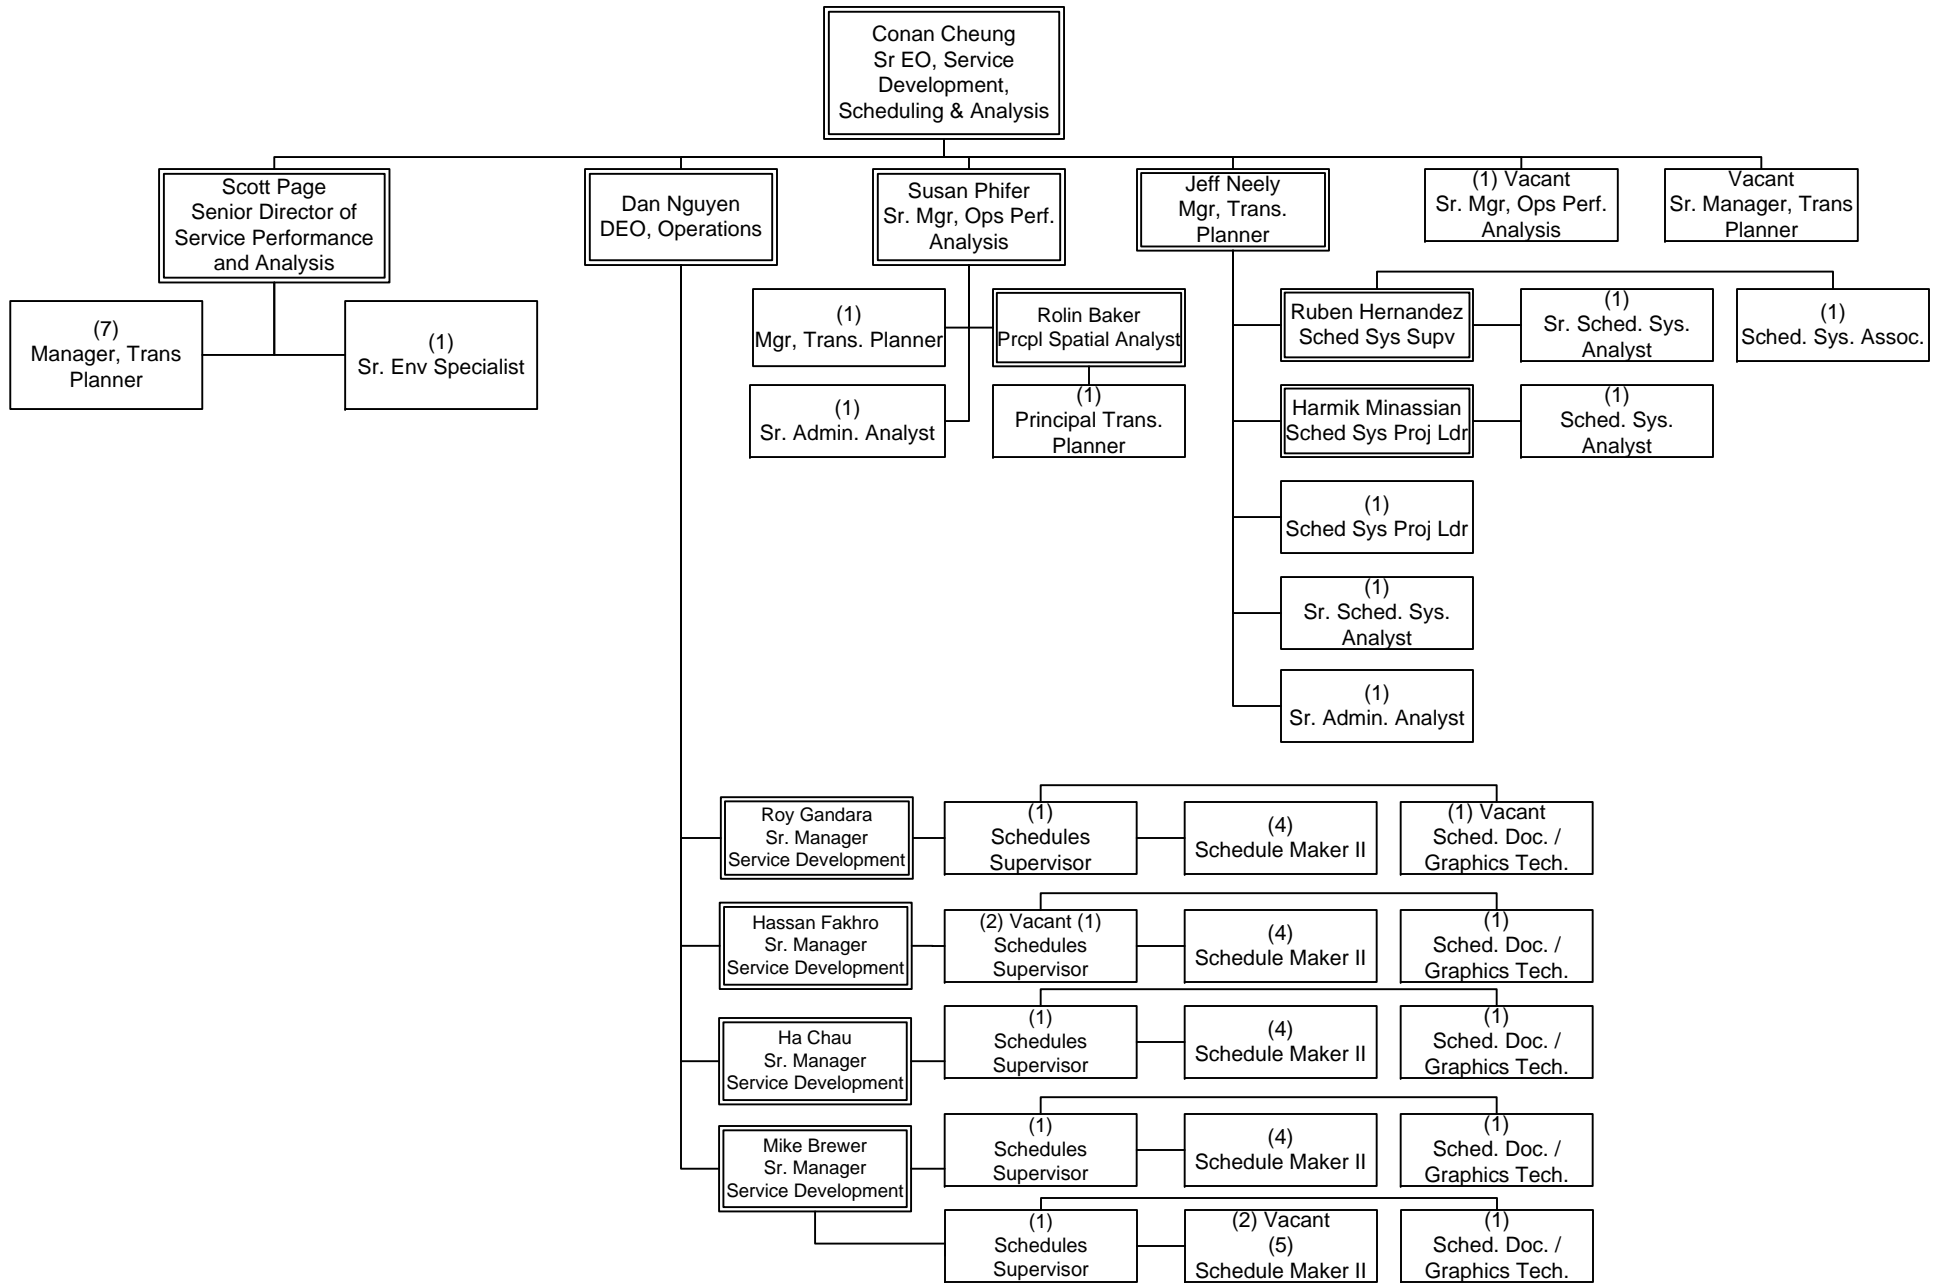 Conan Cheung
Sr EO, Service
Development,
Scheduling & Analysis
Scott Page
Senior Director of
Service Performance
and Analysis
Dan Nguyen
DEO, Operations
Susan Phifer
Sr. Mgr, Ops Perf.
Analysis
Jeff Neely
Mgr, Trans.
Planner
(1) Vacant
Sr. Mgr, Ops Perf.
Analysis
Vacant
Sr. Manager, Trans
Planner
(7)
Manager, Trans
Planner
(1)
Sr. Env Specialist
(1)
Mgr, Trans. Planner
Rolin Baker
Prcpl Spatial Analyst
(1)
Sr. Admin. Analyst
(1)
Principal Trans.
Planner
Ruben Hernandez
Sched Sys Supv
(1)
Sr. Sched. Sys.
Analyst
(1)
Sched. Sys. Assoc.
Harmik Minassian
Sched Sys Proj Ldr
(1)
Sched. Sys.
Analyst
(1)
Sched Sys Proj Ldr
(1)
Sr. Sched. Sys.
Analyst
(1)
Sr. Admin. Analyst
Roy Gandara
Sr. Manager
Service Development
(1)
Schedules
Supervisor
(4)
Schedule Maker II
(1) Vacant
Sched. Doc. /
Graphics Tech.
Hassan Fakhro
Sr. Manager
Service Development
(2) Vacant (1)
Schedules
Supervisor
(4)
Schedule Maker II
(1)
Sched. Doc. /
Graphics Tech.
Ha Chau
Sr. Manager
Service Development
(1)
Schedules
Supervisor
(4)
Schedule Maker II
(1)
Sched. Doc. /
Graphics Tech.
Mike Brewer
Sr. Manager
Service Development
(1)
Schedules
Supervisor
(4)
Schedule Maker II
(1)
Sched. Doc. /
Graphics Tech.
(1)
Schedules
Supervisor
(2) Vacant
(5)
Schedule Maker II
(1)
Sched. Doc. /
Graphics Tech.